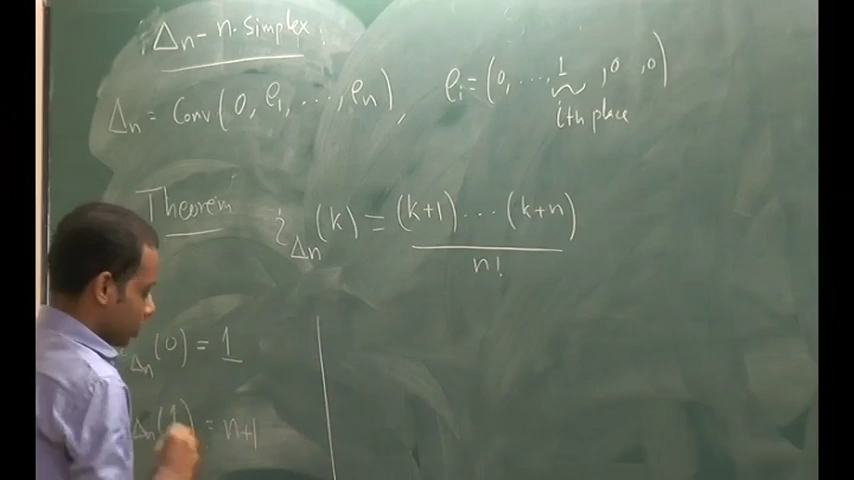 Δn - n-simplex
Δn = Conv(0, e1, ..., en), ei = (0, ..., 1, 0, 0)
ith place
Theorem iΔn(k) = (k+1) ... (k+n)
n!
Δn(0) = 1
Δn(1) = n+1